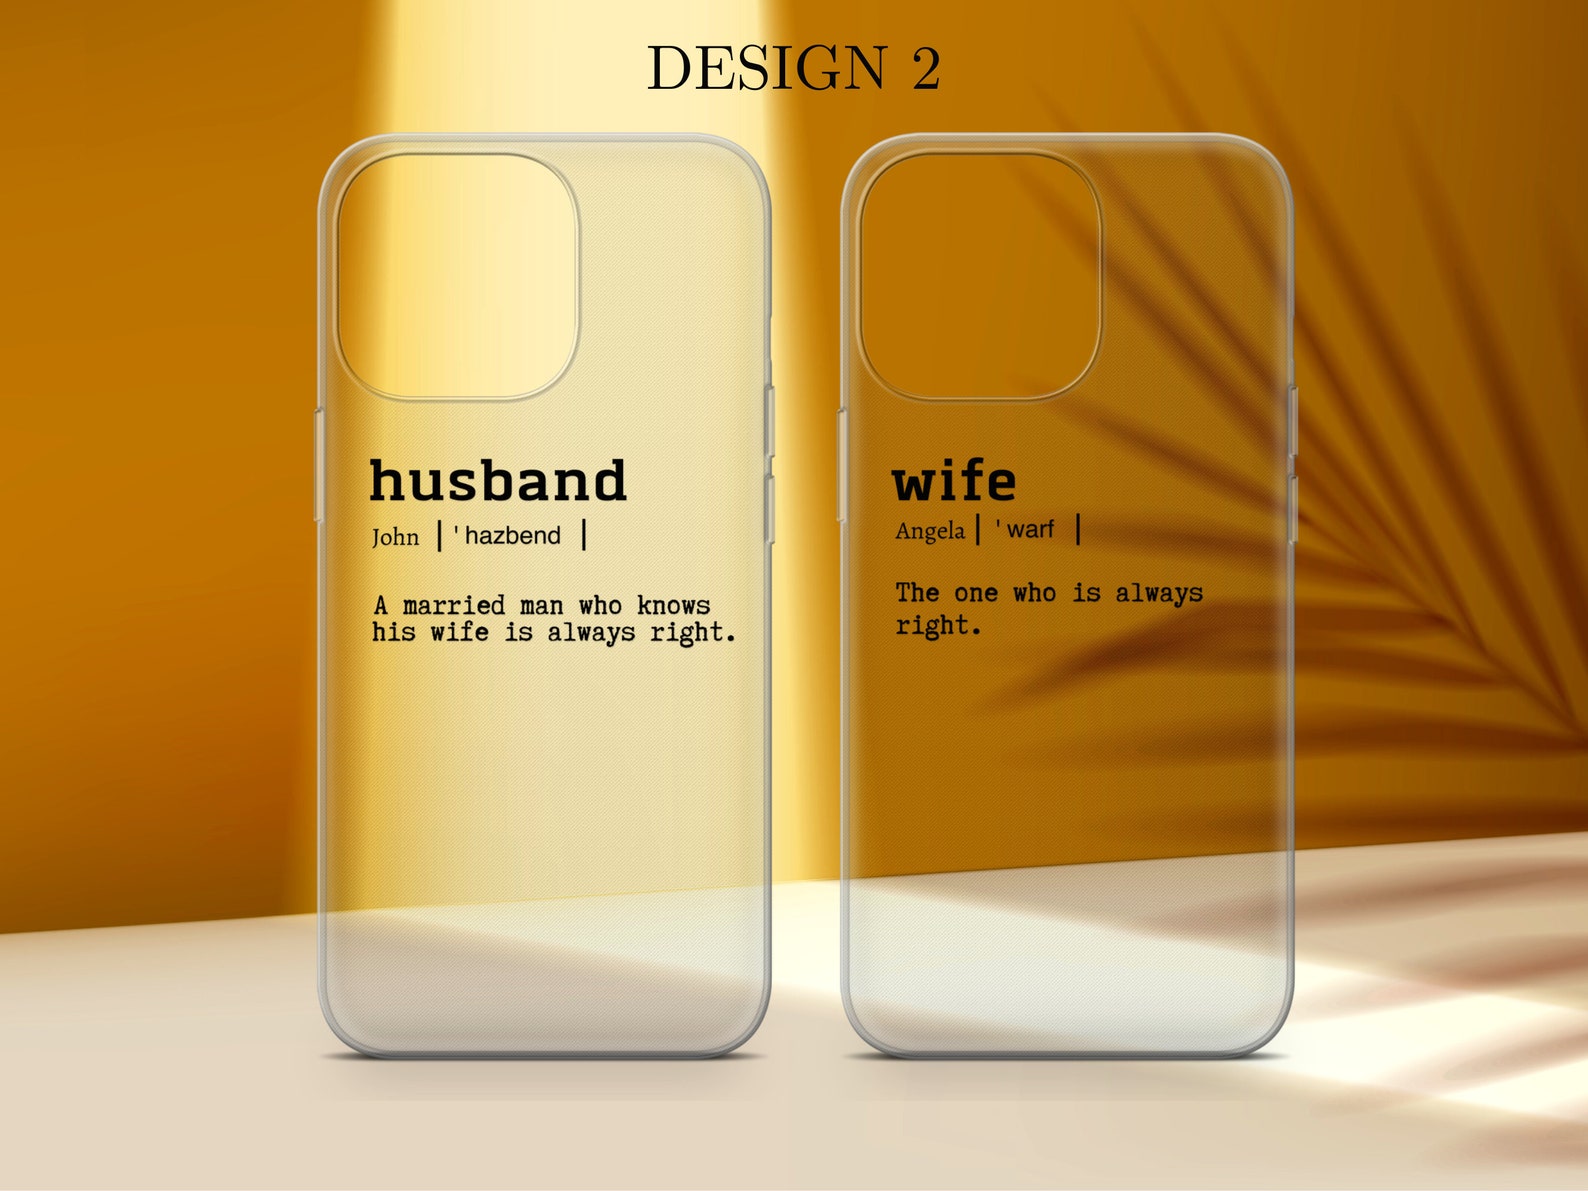 DESIGN 2
husband
John | 'hazbend |
A married man who knows
his wife is always right.
wife
Angela | 'warf |
The one who is always
right.